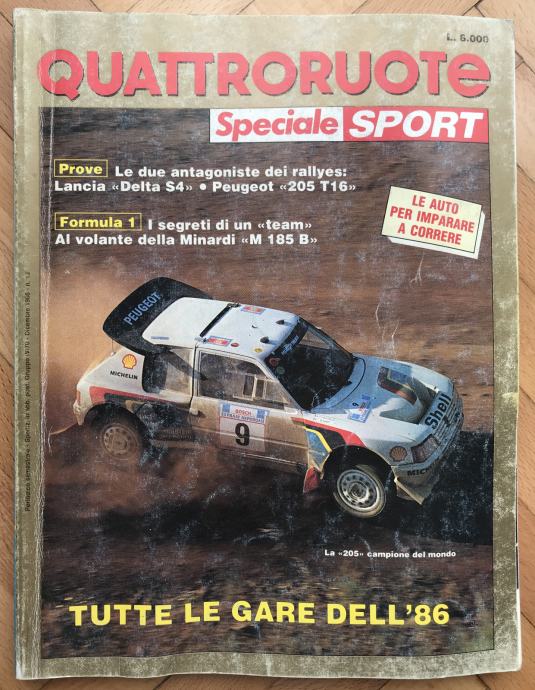 L. 6.000
QUATTRORUOTE
Speciale SPORT
Prove Le due antagoniste dei rallyes:
Lancia «Delta S4» • Peugeot «205 T16»
LE AUTO
PER IMPARARE
A CORRERE
Formula 1 I segreti di un «team»
Al volante della Minardi «M 185 B»
PEUGEOT
MICHELIN
BOSCH
9
Shell
La «205» campione del mondo
TUTTE LE GARE DELL'86